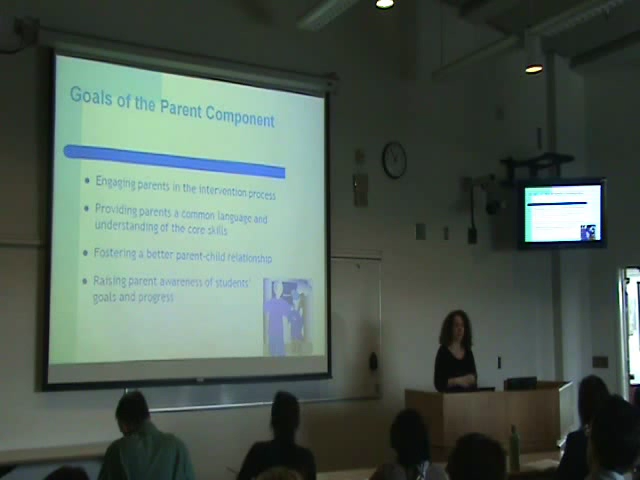 Goals of the Parent Component
• Engaging parents in the intervention process
• Providing parents a common language and
understanding of the core skills
• Fostering a better parent-child relationship
• Raising parent awareness of students'
goals and progress